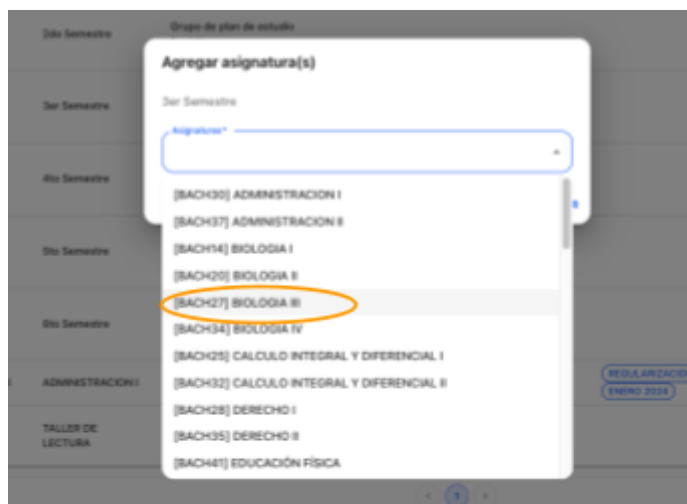 2do Semestre
Grupo de plan de estudio
Agregar asignatura(s)
3er Semestre
3er Semestre
Asignaturas*
4to Semestre
[BACH30] ADMINISTRACION I
[BACH37] ADMINISTRACION II
[BACH14] BIOLOGIA I
5to Semestre
[BACH20] BIOLOGIA II
[BACH27] BIOLOGIA III
6to Semestre
[BACH34] BIOLOGIA IV
[BACH25] CALCULO INTEGRAL Y DIFERENCIAL I
ADMINISTRACION I
[BACH32] CALCULO INTEGRAL Y DIFERENCIAL II
REGULARIZACIO
ENERO 2024
[BACH28] DERECHO I
TALLER DE
LECTURA
[BACH35] DERECHO II
[BACH41] EDUCACIÓN FÍSICA
1